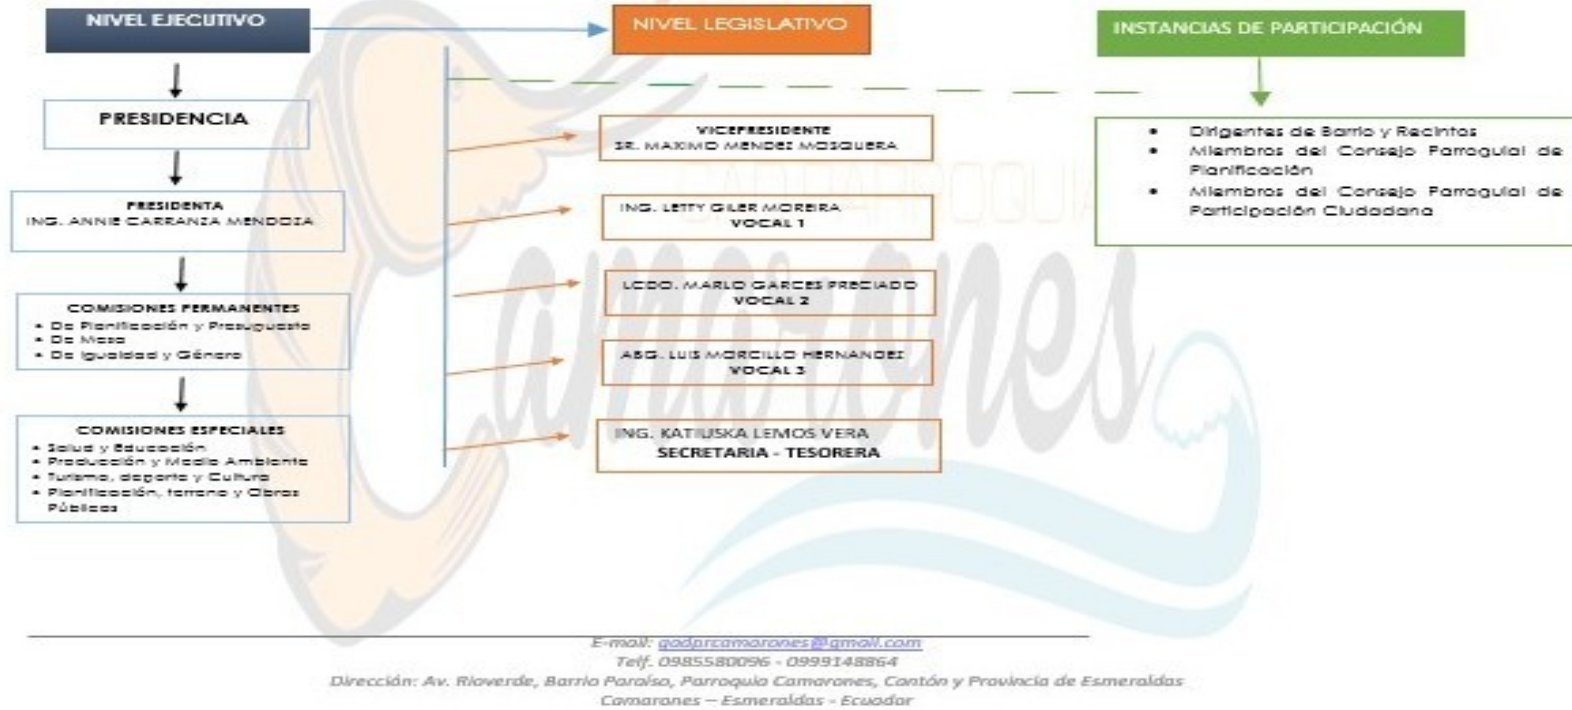 NIVEL EJECUTIVO
NIVEL LEGISLATIVO
INSTANCIAS DE PARTICIPACIÓN
PRESIDENCIA
PRESIDENTA
ING. ANNIE CARRANZA MENDOZA
COMISIONES PERMANENTES
• De Planificación y Presupuesto
• De Mesa
• De Igualdad y Género
COMISIONES ESPECIALES
• Salud y Educación
• Producción y Medio Ambiente
• Turismo, deporte y Cultura
• Planificación, terreno y Obras
Públicas
VICEPRESIDENTE
SR. MAXIMO MENDEZ MOSQUERA
ING. LETTY GILER MOREIRA
VOCAL 1
LCDO. MARLO GARCES PRECIADO
VOCAL 2
ABG. LUIS MORCILLO HERNANDEZ
VOCAL 3
ING. KATIUSKA LEMOS VERA
SECRETARIA - TESORERA
• Dirigentes de Barrio y Recintos
• Miembros del Consejo Parroquial de
Planificación
• Miembros del Consejo Parroquial de
Participación Ciudadana
GAD PARROQUIAL
Camarones
E-mail: gadprcamarones@gmail.com
Telf. 0985580096 - 0999148864
Dirección: Av. Rioverde, Barrio Paraíso, Parroquia Camarones, Cantón y Provincia de Esmeraldas
Camarones – Esmeraldas - Ecuador